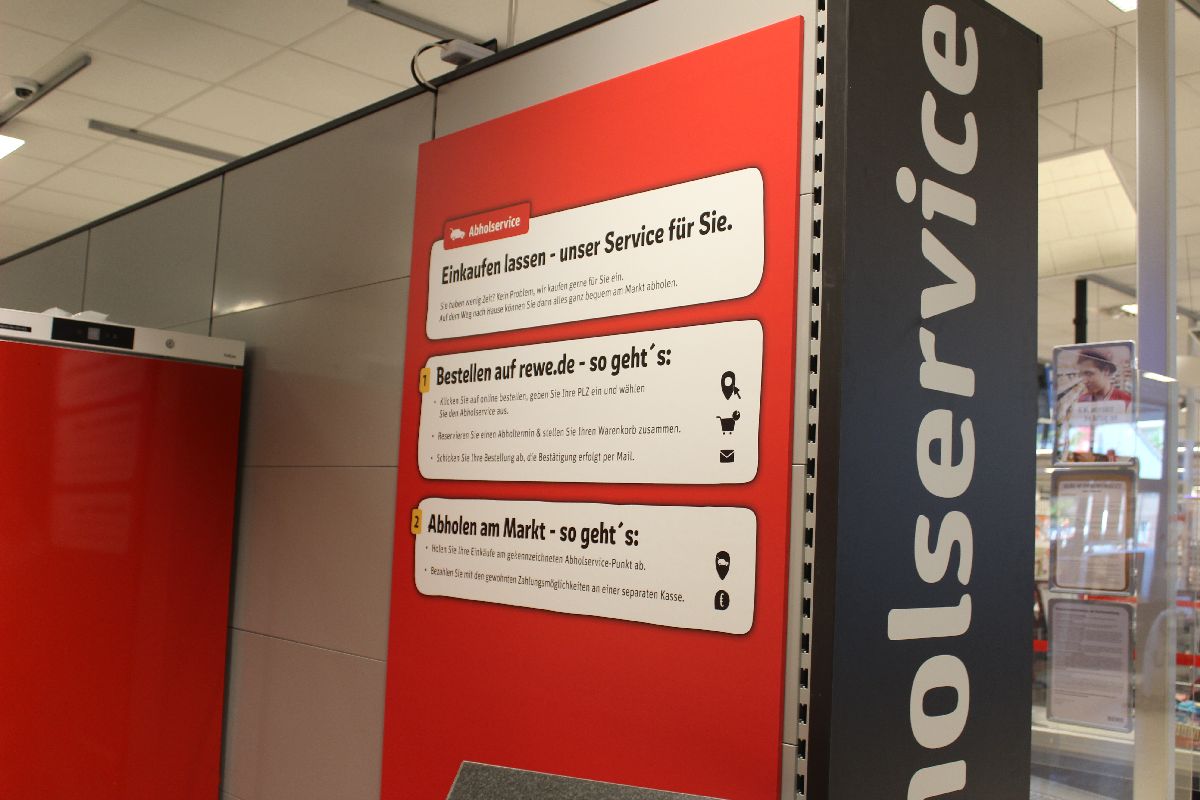 Abholservice
Einkaufen lassen - unser Service für Sie.
Sie haben wenig Zeit? Kein Problem, wir kaufen gerne für Sie ein.
Auf dem Weg nach Hause können Sie dann alles ganz bequem am Markt abholen.
1
Bestellen auf rewe.de - so geht´s:
• Klicken Sie auf online bestellen, geben Sie Ihre PLZ ein und wählen
Sie den Abholservice aus.
• Reservieren Sie einen Abholtermin & stellen Sie Ihren Warenkorb zusammen.
• Schicken Sie Ihre Bestellung ab, die Bestätigung erfolgt per Mail.
2
Abholen am Markt - so geht´s:
• Holen Sie Ihre Einkäufe am gekennzeichneten Abholservice-Punkt ab.
• Bezahlen Sie mit den gewohnten Zahlungsmöglichkeiten an einer separaten Kasse.
€
holservice